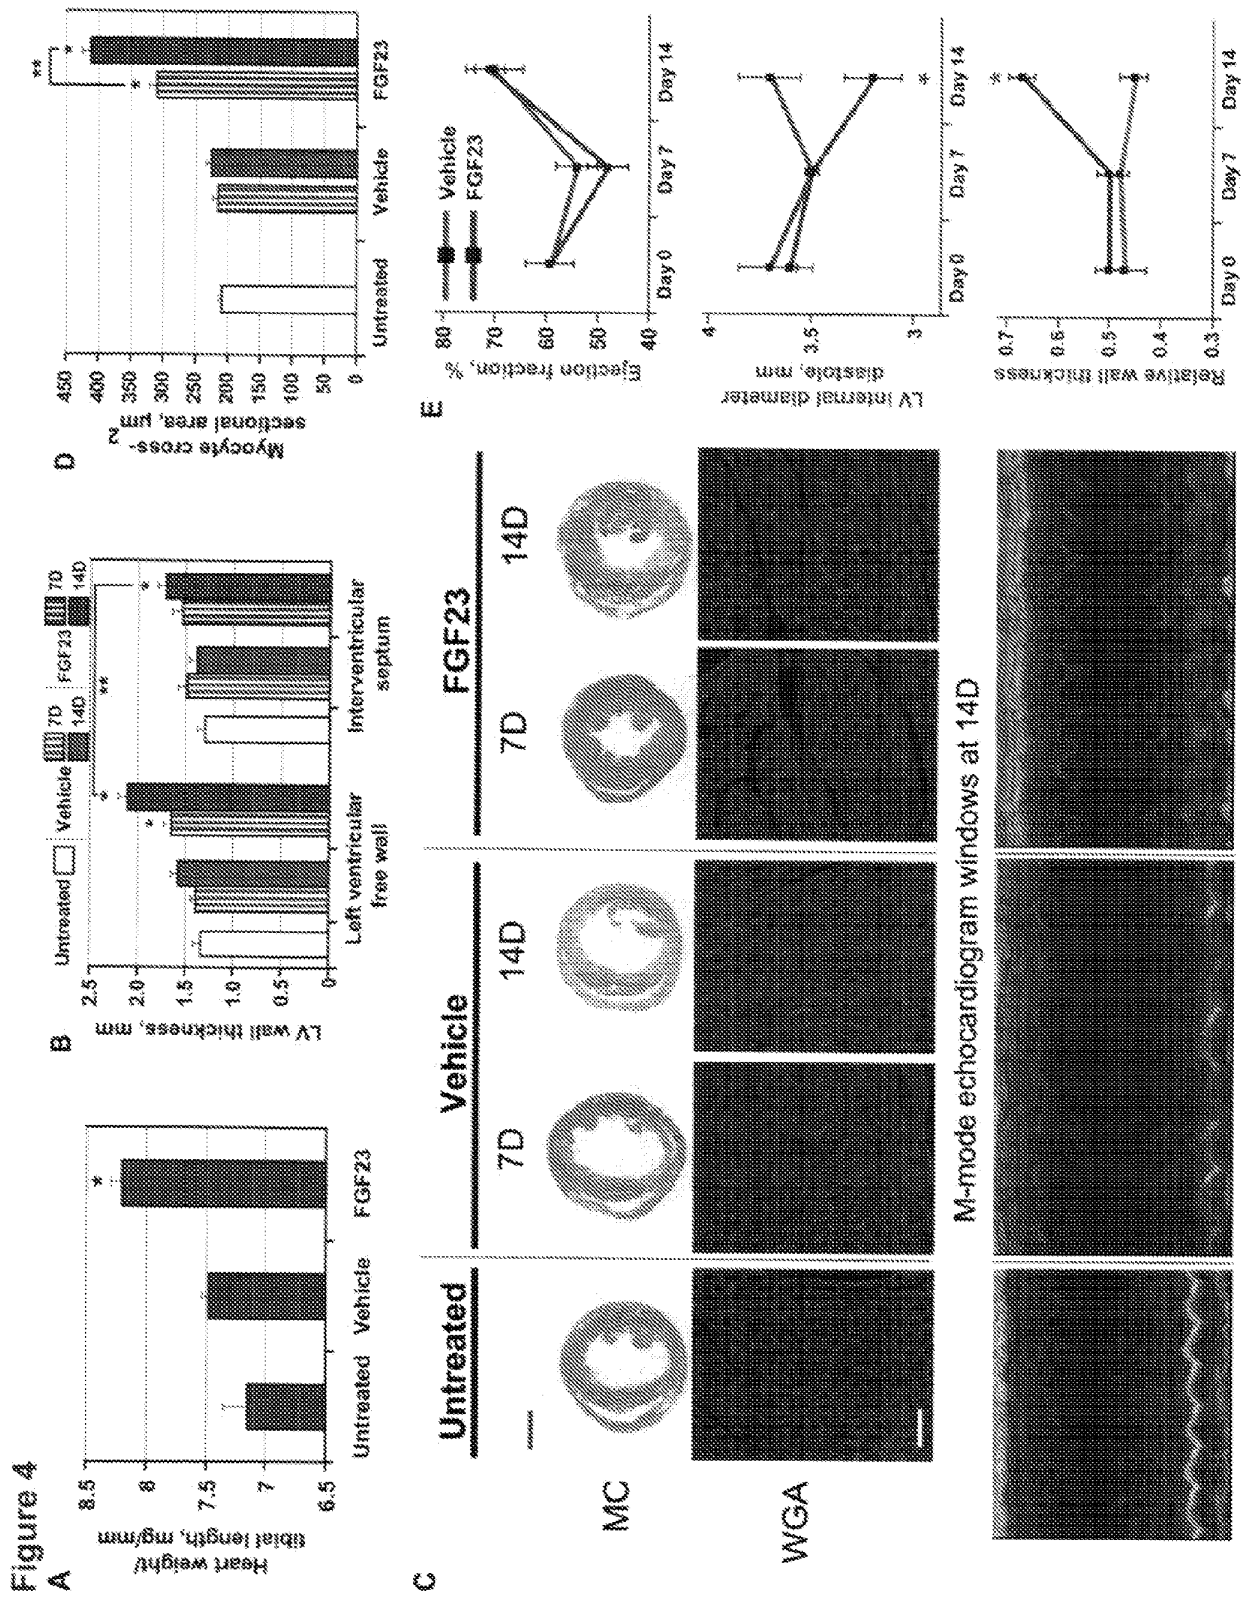 Figure 4
A
Heart weight/
tibial length, mg/mm
8.5
8
7.5
7
6.5
*
Untreated
Vehicle
FGF23
B
Untreated
Vehicle
7D
14D
FGF23
7D
14D
LV wall thickness, mm
2.5
2.0
1.5
1.0
0.5
0
*
*
**
*
Left ventricular
free wall
Interventricular
septum
D
Myocyte cross-
sectional area, µm2
450
400
350
300
250
200
150
100
50
0
**
*
*
Untreated
Vehicle
FGF23
C
Untreated
Vehicle
FGF23
7D
14D
7D
14D
MC
WGA
M-mode echocardiogram windows at 14D
E
Vehicle
FGF23
Ejection fraction, %
80
70
60
50
40
Day 0
Day 7
Day 14
LV internal diameter
diastole, mm
4
3.5
3
*
Day 0
Day 7
Day 14
Relative wall thickness
0.7
0.5
0.4
0.3
*
Day 0
Day 7
Day 14